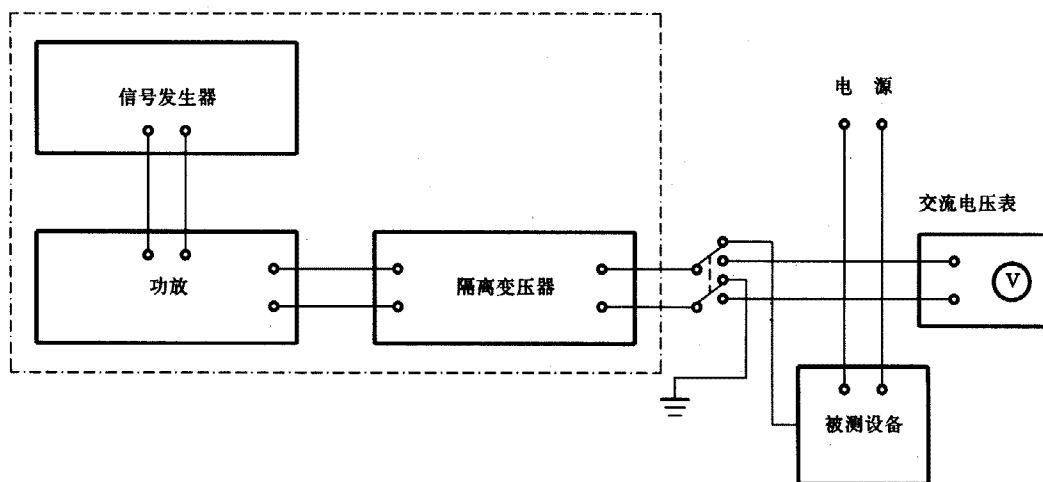 信号发生器
电 源
交流电压表
功放
隔离变压器
V
被测设备